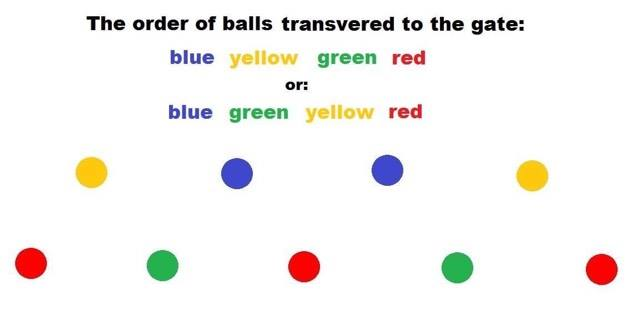 The order of balls transvered to the gate:
blue yellow green red
or:
blue green yellow red